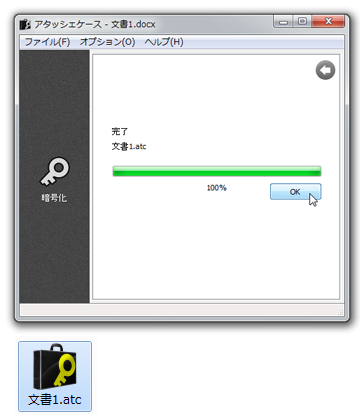 アタッシェケース - 文書1.docx
ファイル(F) オプション(O) ヘルプ(H)
完了
文書1.atc
100%
OK
暗号化
文書1.atc